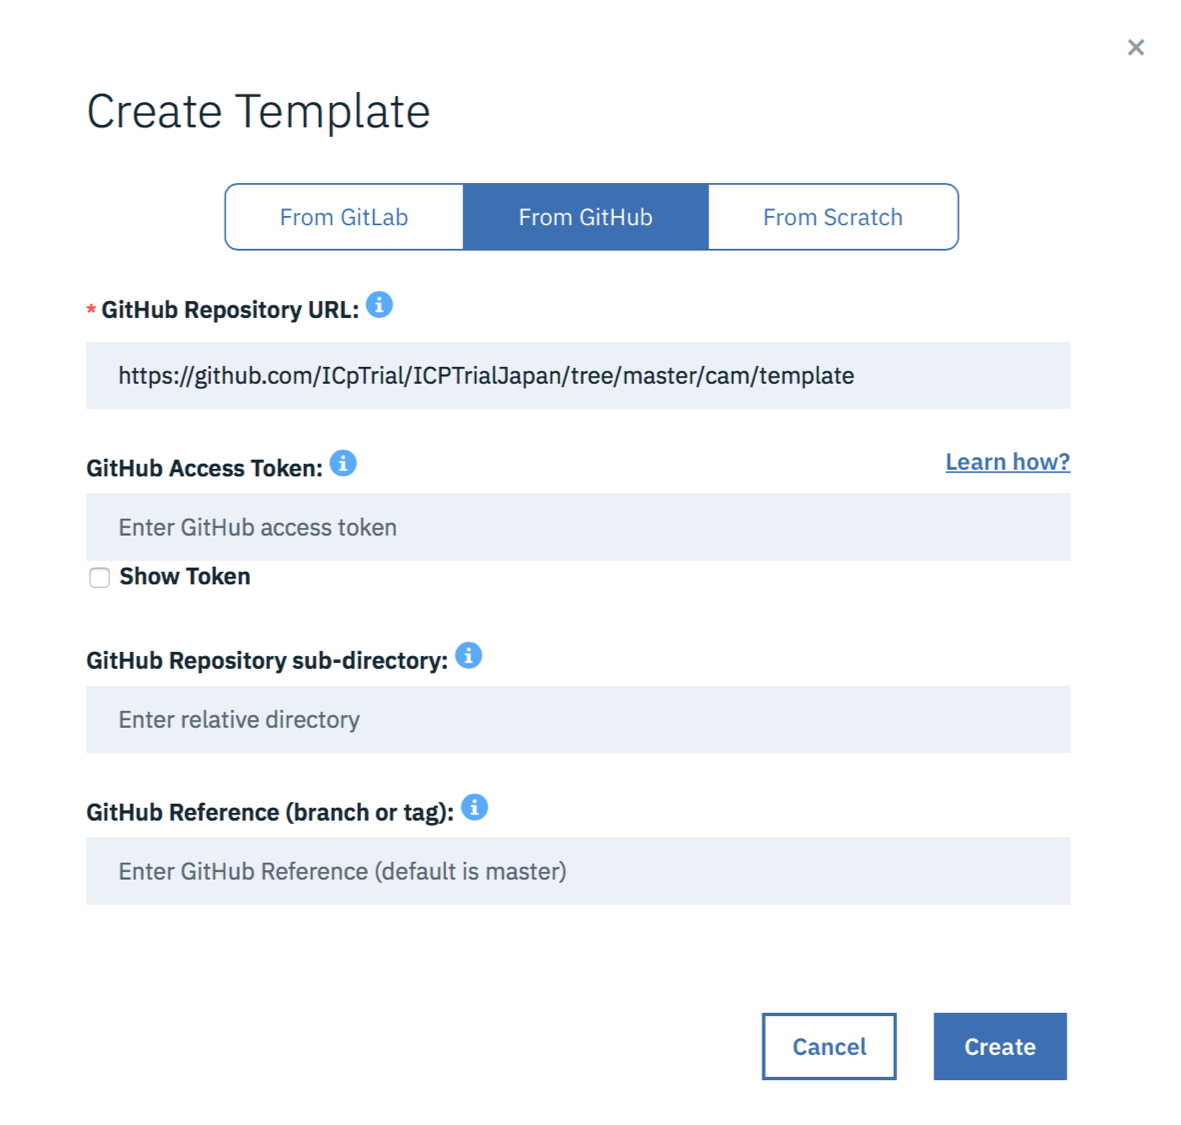 Create Template
From GitLab
From GitHub
From Scratch
* GitHub Repository URL:
https://github.com/ICpTrial/ICPTrialJapan/tree/master/cam/template
GitHub Access Token:
Learn how?
Enter GitHub access token
Show Token
GitHub Repository sub-directory:
Enter relative directory
GitHub Reference (branch or tag):
Enter GitHub Reference (default is master)
Cancel
Create